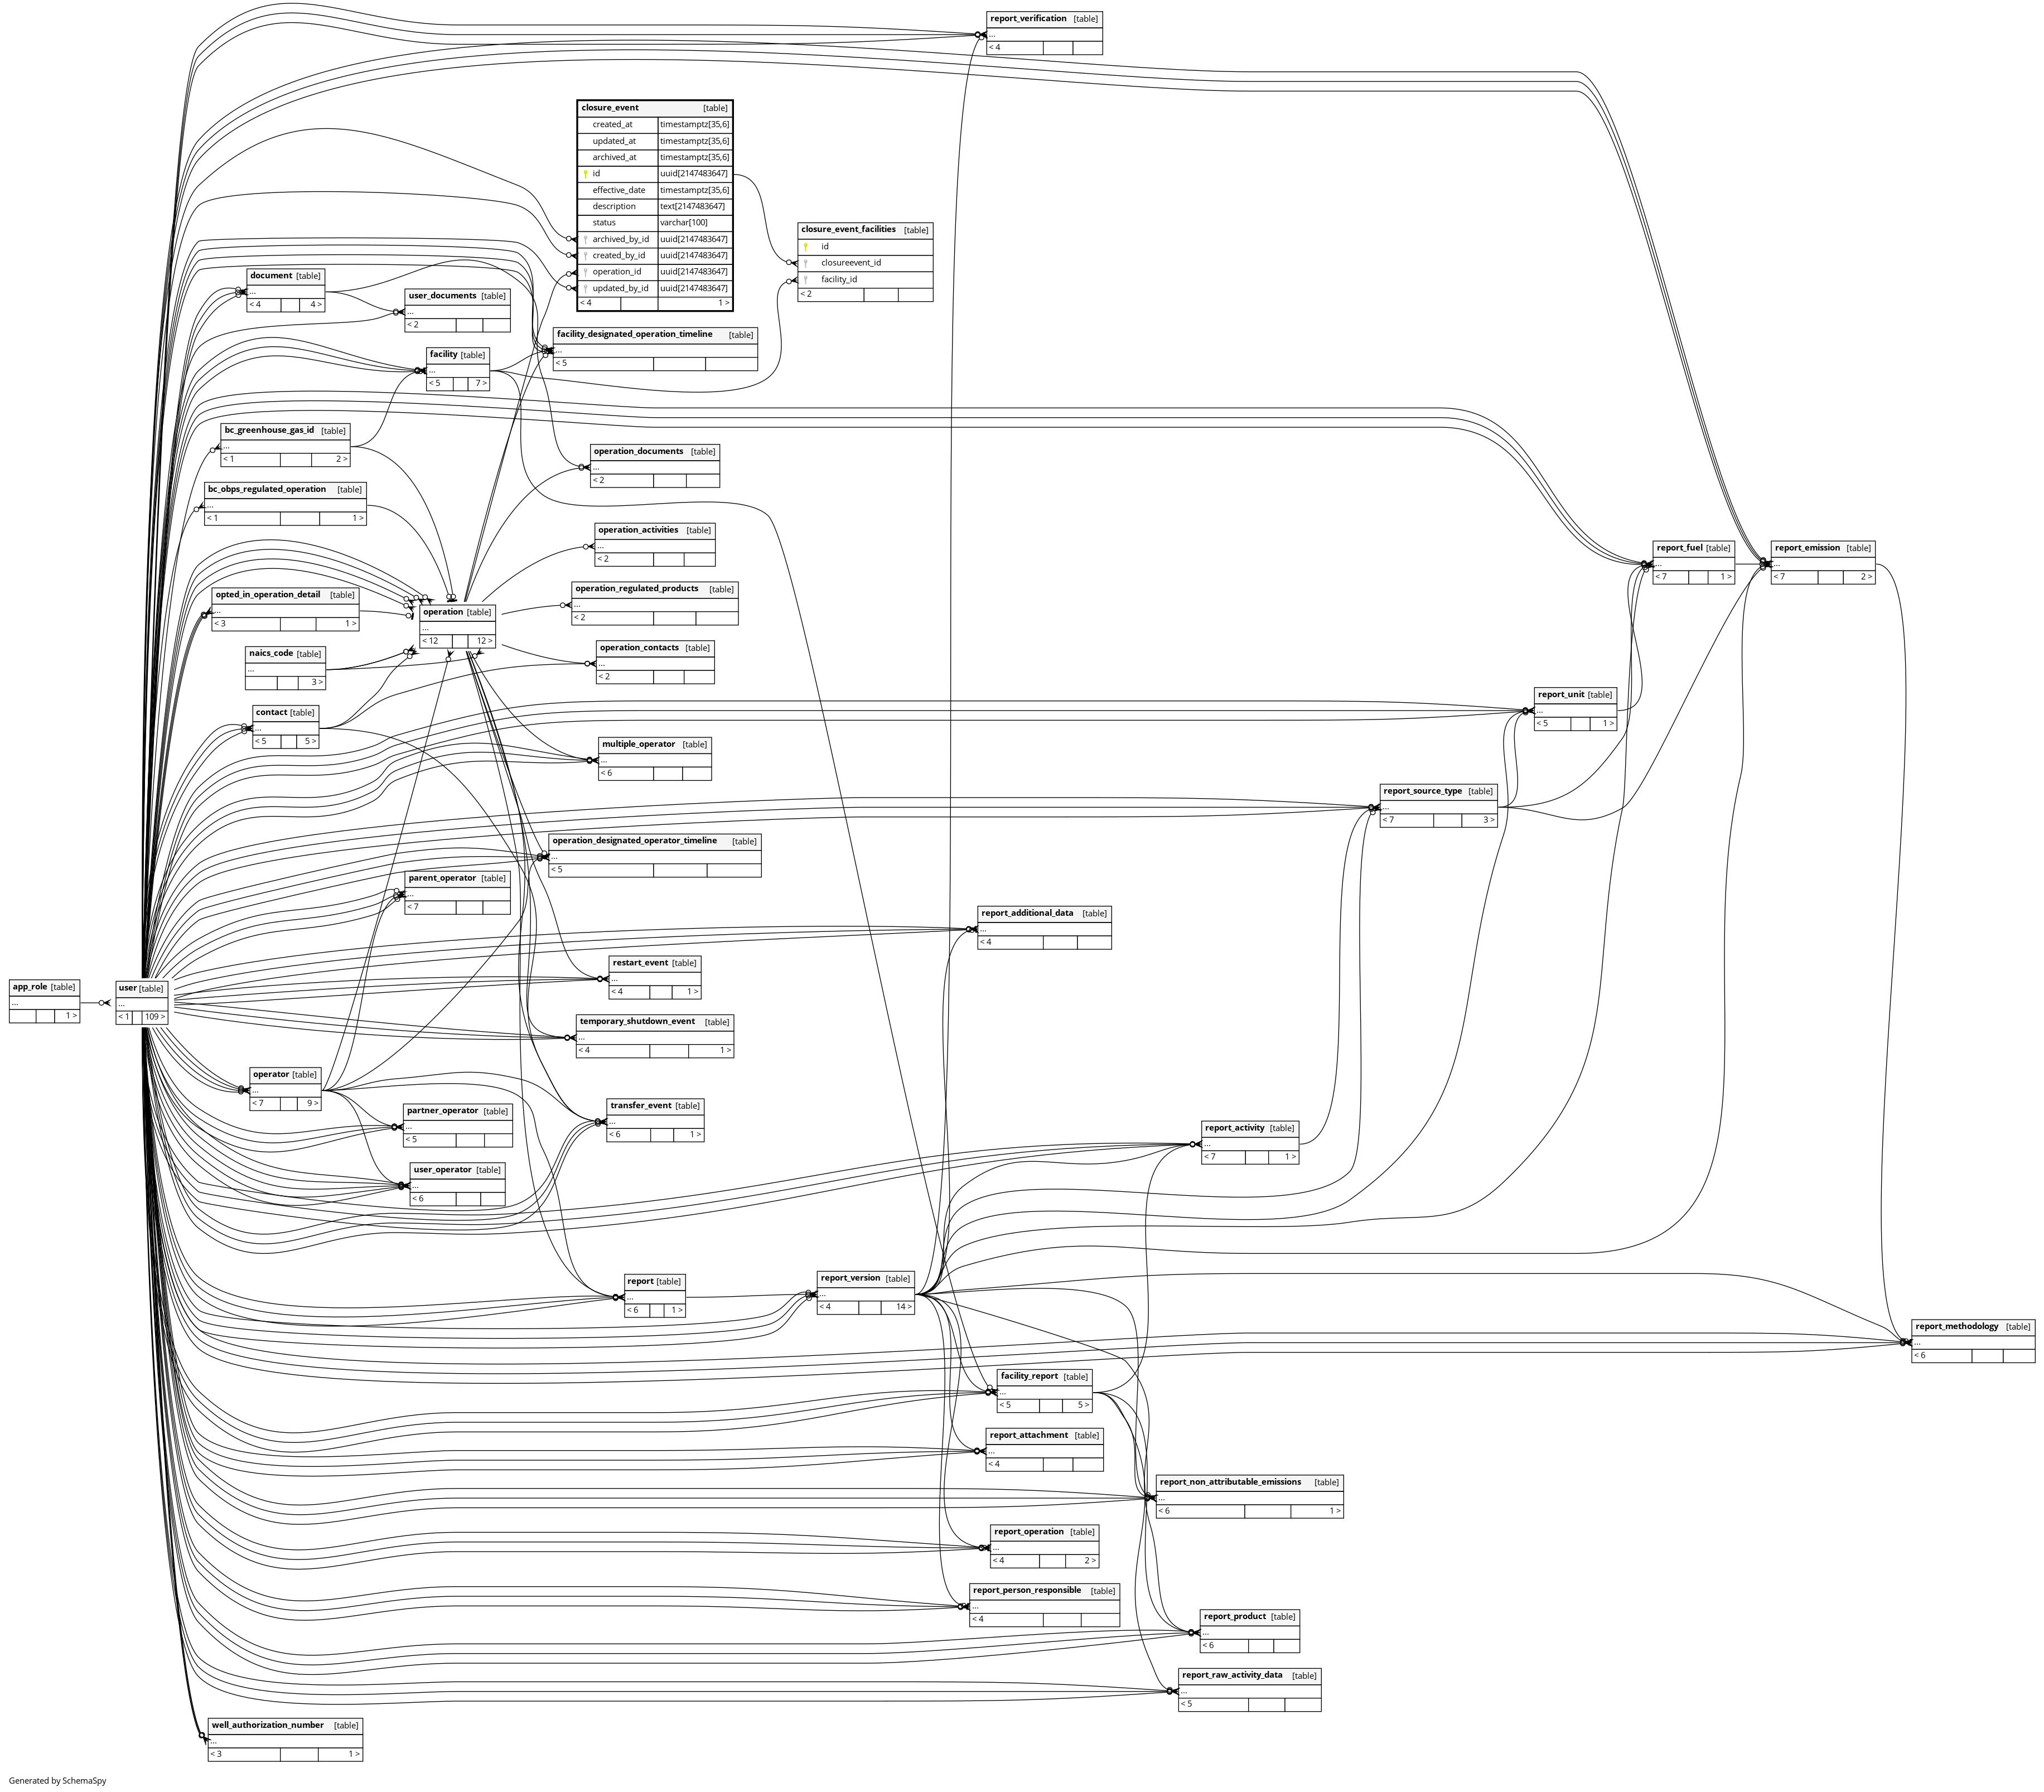 report_verification [table]
...
< 4
closure_event [table]
created_at timestamptz[35,6]
updated_at timestamptz[35,6]
archived_at timestamptz[35,6]
id uuid[2147483647]
effective_date timestamptz[35,6]
description text[2147483647]
status varchar[100]
archived_by_id uuid[2147483647]
created_by_id uuid[2147483647]
operation_id uuid[2147483647]
updated_by_id uuid[2147483647]
< 4 1 >
closure_event_facilities [table]
id
closureevent_id
facility_id
< 2
document [table]
...
< 4 4 >
user_documents [table]
...
< 2
facility_designated_operation_timeline [table]
...
< 5
facility [table]
...
< 5 7 >
bc_greenhouse_gas_id [table]
...
< 1 2 >
operation_documents [table]
...
< 2
bc_obps_regulated_operation [table]
...
< 1 1 >
operation_activities [table]
...
< 2
report_fuel [table]
...
< 7 1 >
report_emission [table]
...
< 7 2 >
operation_regulated_products [table]
...
< 2
opted_in_operation_detail [table]
...
< 3 1 >
operation [table]
...
< 12 12 >
naics_code [table]
...
3 >
operation_contacts [table]
...
< 2
report_unit [table]
...
< 5 1 >
contact [table]
...
< 5 5 >
multiple_operator [table]
...
< 6
report_source_type [table]
...
< 7 3 >
operation_designated_operator_timeline [table]
...
< 5
parent_operator [table]
...
< 7
report_additional_data [table]
...
< 4
restart_event [table]
...
< 4 1 >
app_role [table]
...
1 >
user [table]
...
< 1 109 >
temporary_shutdown_event [table]
...
< 4 1 >
operator [table]
...
< 7 9 >
partner_operator [table]
...
< 5
transfer_event [table]
...
< 6 1 >
report_activity [table]
...
< 7 1 >
user_operator [table]
...
< 6
report [table]
...
< 6 1 >
report_version [table]
...
< 4 14 >
report_methodology [table]
...
< 6
facility_report [table]
...
< 5 5 >
report_attachment [table]
...
< 4
report_non_attributable_emissions [table]
...
< 6 1 >
report_operation [table]
...
< 4 2 >
report_person_responsible [table]
...
< 4
report_product [table]
...
< 6
report_raw_activity_data [table]
...
< 5
well_authorization_number [table]
...
< 3 1 >
Generated by SchemaSpy